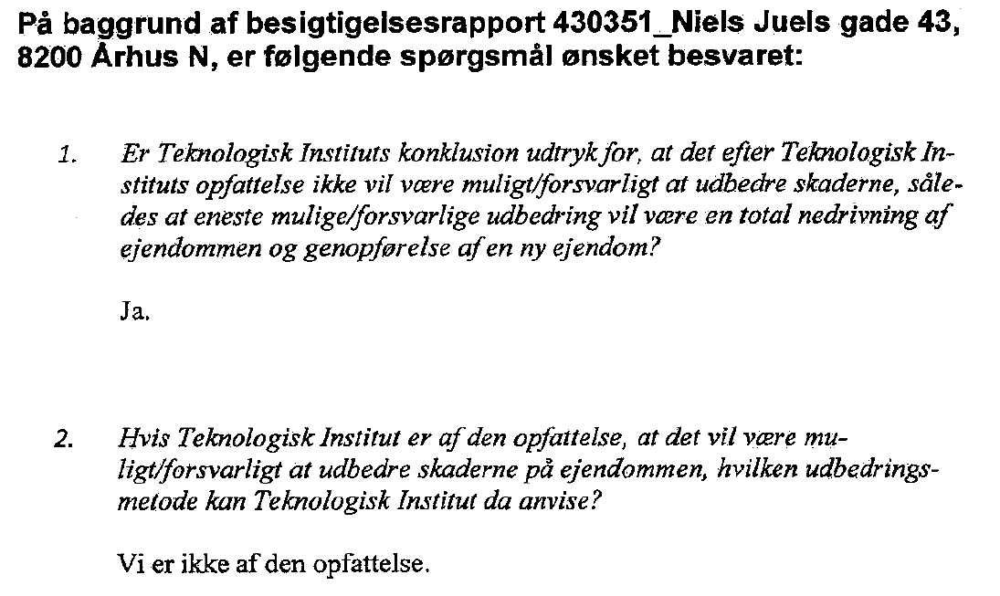 På baggrund af besigtigelsesrapport 430351_Niels Juels gade 43,
8200 Århus N, er følgende spørgsmål ønsket besvaret:
1. Er Teknologisk Instituts konklusion udtryk for, at det efter Teknologisk In-
stituts opfattelse ikke vil være muligt/forsvarligt at udbedre skaderne, såle-
des at eneste mulige/forsvarlige udbedring vil være en total nedrivning af
ejendommen og genopførelse af en ny ejendom?
Ja.
2. Hvis Teknologisk Institut er af den opfattelse, at det vil være mu-
ligt/forsvarligt at udbedre skaderne på ejendommen, hvilken udbedrings-
metode kan Teknologisk Institut da anvise?
Vi er ikke af den opfattelse.